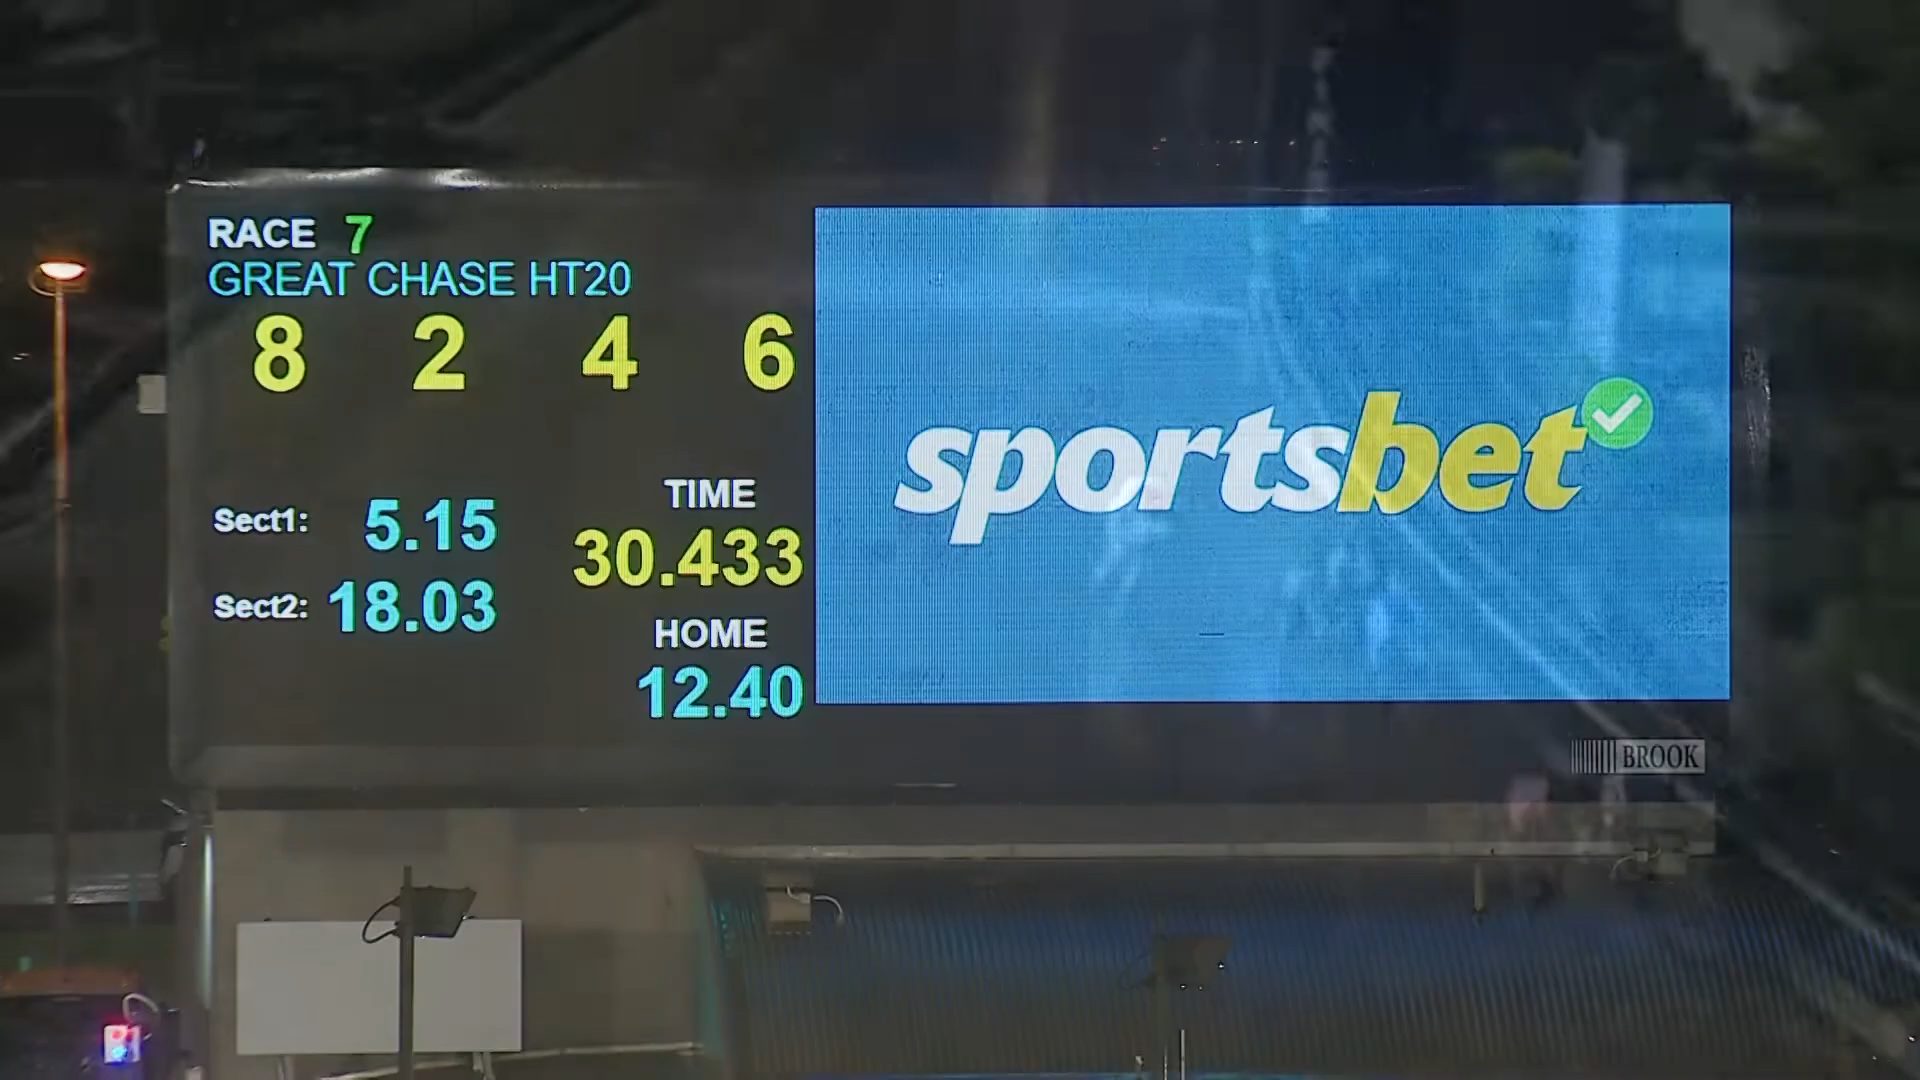 RACE 7
GREAT CHASE HT20
8 2 4 6
Sect1: 5.15
Sect2: 18.03
TIME
30.433
HOME
12.40
sportsbet
BROOK